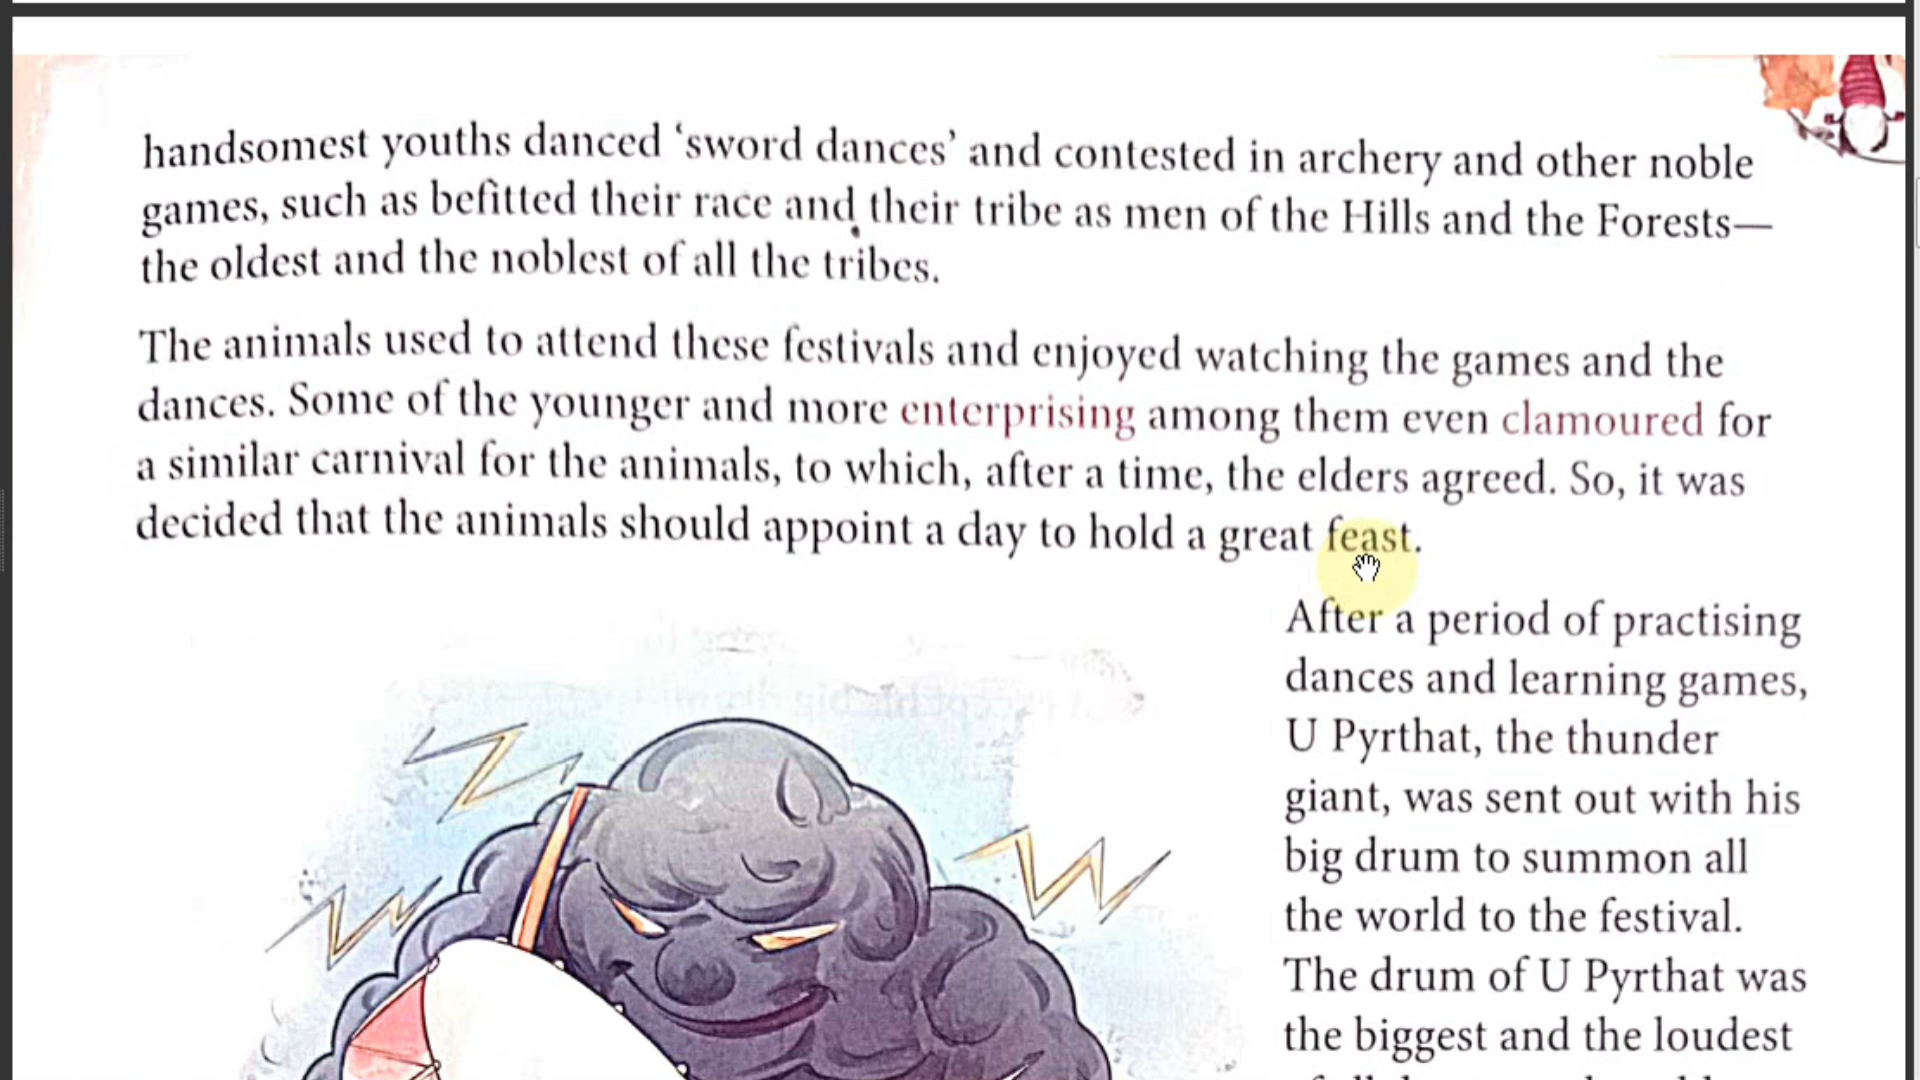 handsomest youths danced ‘sword dances’ and contested in archery and other noble
games, such as befitted their race and their tribe as men of the Hills and the Forests—
the oldest and the noblest of all the tribes.
The animals used to attend these festivals and enjoyed watching the games and the
dances. Some of the younger and more enterprising among them even clamoured for
a similar carnival for the animals, to which, after a time, the elders agreed. So, it was
decided that the animals should appoint a day to hold a great feast.
After a period of practising
dances and learning games,
U Pyrthat, the thunder
giant, was sent out with his
big drum to summon all
the world to the festival.
The drum of U Pyrthat was
the biggest and the loudest